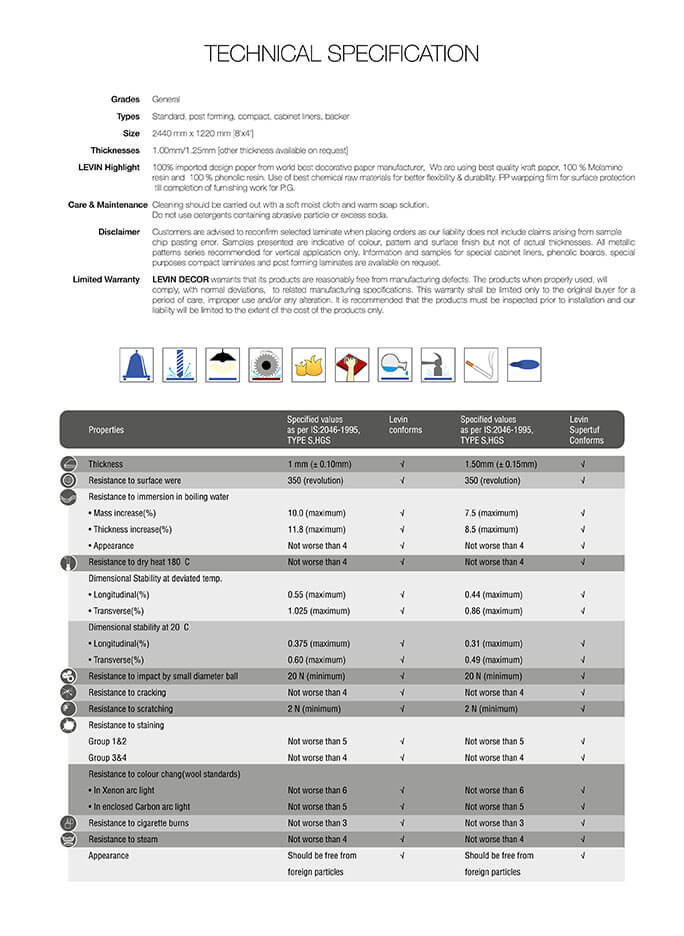 TECHNICAL SPECIFICATION
Grades General
Types Standard, post forming, compact, cabinet liners, backer
Size 2440 mm x 1220 mm [8'x4']
Thicknesses 1.00mm/1.25mm [other thickness available on request]
LEVIN Highlight 100% imported design peper from world best decorative paper manufacturer, We are using best quality kraft paper, 100 % Melamino
resin and 100 % phenolic resin. Use of best chemical raw materials for better flexibility & durability. PP warpping film for surface protection
till completion of furnishing work for P.G.
Care & Maintenance Cleaning should be carried out with a soft moist cloth and warm soap solution.
Do not use detergents containing abrasive particle or excess soda.
Disclaimer Customers are advised to reconfirm selected laminate when placing orders as our liability does not include claims arising from sample
chip pasting error. Samples presented are indicative of colour, pattern and surface finish but not of actual thicknesses. All metallic
patterns series recommended for vertical application only. Information and samples for special cabinet liners, phenolic boards, special
purposes compact laminates and post forming laminates are available on requset.
Limited Warranty LEVIN DECOR warrants that its products are reasonably free from manufacturing defects. The products when properly used, will
comply, with normal deviations, to related manufacturing specifications. This warranty shall be limited only to the original buyer for a
period of care, improper use and/or any alteration. It is recommended that the products must be inspected prior to installation and our
liability will be limited to the extent of the cost of the products only.
Properties Specified values as per IS:2046-1995, TYPE S,HGS Levin conforms Specified values as per IS:2046-1995, TYPE S,HGS Levin Supertuf Conforms
Thickness 1 mm (± 0.10mm) √ 1.50mm (± 0.15mm) √
Resistance to surface were 350 (revolution) √ 350 (revolution) √
Resistance to immersion in boiling water
• Mass increase(%) 10.0 (maximum) √ 7.5 (maximum) √
• Thickness increase(%) 11.8 (maximum) √ 8.5 (maximum) √
• Appearance Not worse than 4 √ Not worse than 4 √
Resistance to dry heat 180 C Not worse than 4 √ Not worse than 4 √
Dimensional Stability at deviated temp.
• Longitudinal(%) 0.55 (maximum) √ 0.44 (maximum) √
• Transverse(%) 1.025 (maximum) √ 0.86 (maximum) √
Dimensional stability at 20 C
• Longitudinal(%) 0.375 (maximum) √ 0.31 (maximum) √
• Transverse(%) 0.60 (maximum) √ 0.49 (maximum) √
Resistance to impact by small diameter ball 20 N (minimum) √ 20 N (minimum) √
Resistance to cracking Not worse than 4 √ Not worse than 4 √
Resistance to scratching 2 N (minimum) √ 2 N (minimum) √
Resistance to staining
Group 1&2 Not worse than 5 √ Not worse than 5 √
Group 3&4 Not worse than 4 √ Not worse than 4 √
Resistance to colour chang(wool standards)
• In Xenon arc light Not worse than 6 √ Not worse than 6 √
• In enclosed Carbon arc light Not worse than 5 √ Not worse than 5 √
Resistance to cigarette burns Not worse than 3 √ Not worse than 3 √
Resistance to steam Not worse than 4 √ Not worse than 4 √
Appearance Should be free from √ Should be free from √
foreign particles foreign particles